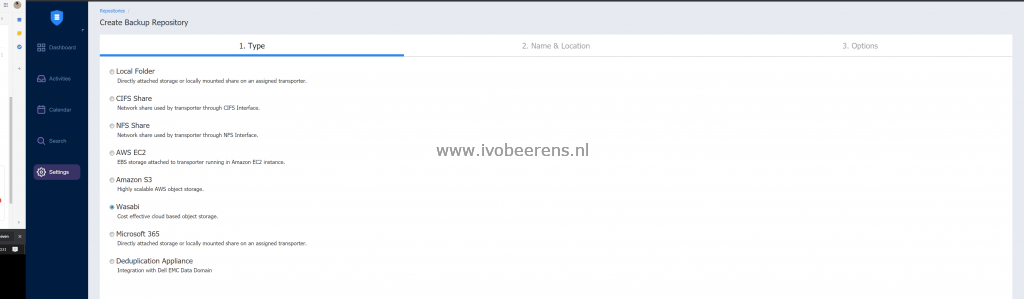 Repositories /
Create Backup Repository
Dashboard
Activities
Calendar
Search
Settings
1. Type
2. Name & Location
3. Options
Local Folder
Directly attached storage or locally mounted share on an assigned transporter.
CIFS Share
Network share used by transporter through CIFS Interface.
NFS Share
Network share used by transporter through NFS Interface.
AWS EC2
EBS storage attached to transporter running in Amazon EC2 instance.
Amazon S3
Highly scalable AWS object storage.
Wasabi
Cost effective cloud based object storage.
Microsoft 365
Directly attached storage or locally mounted share on an assigned transporter.
Deduplication Appliance
Integration with Dell EMC Data Domain
www.ivobeerens.nl